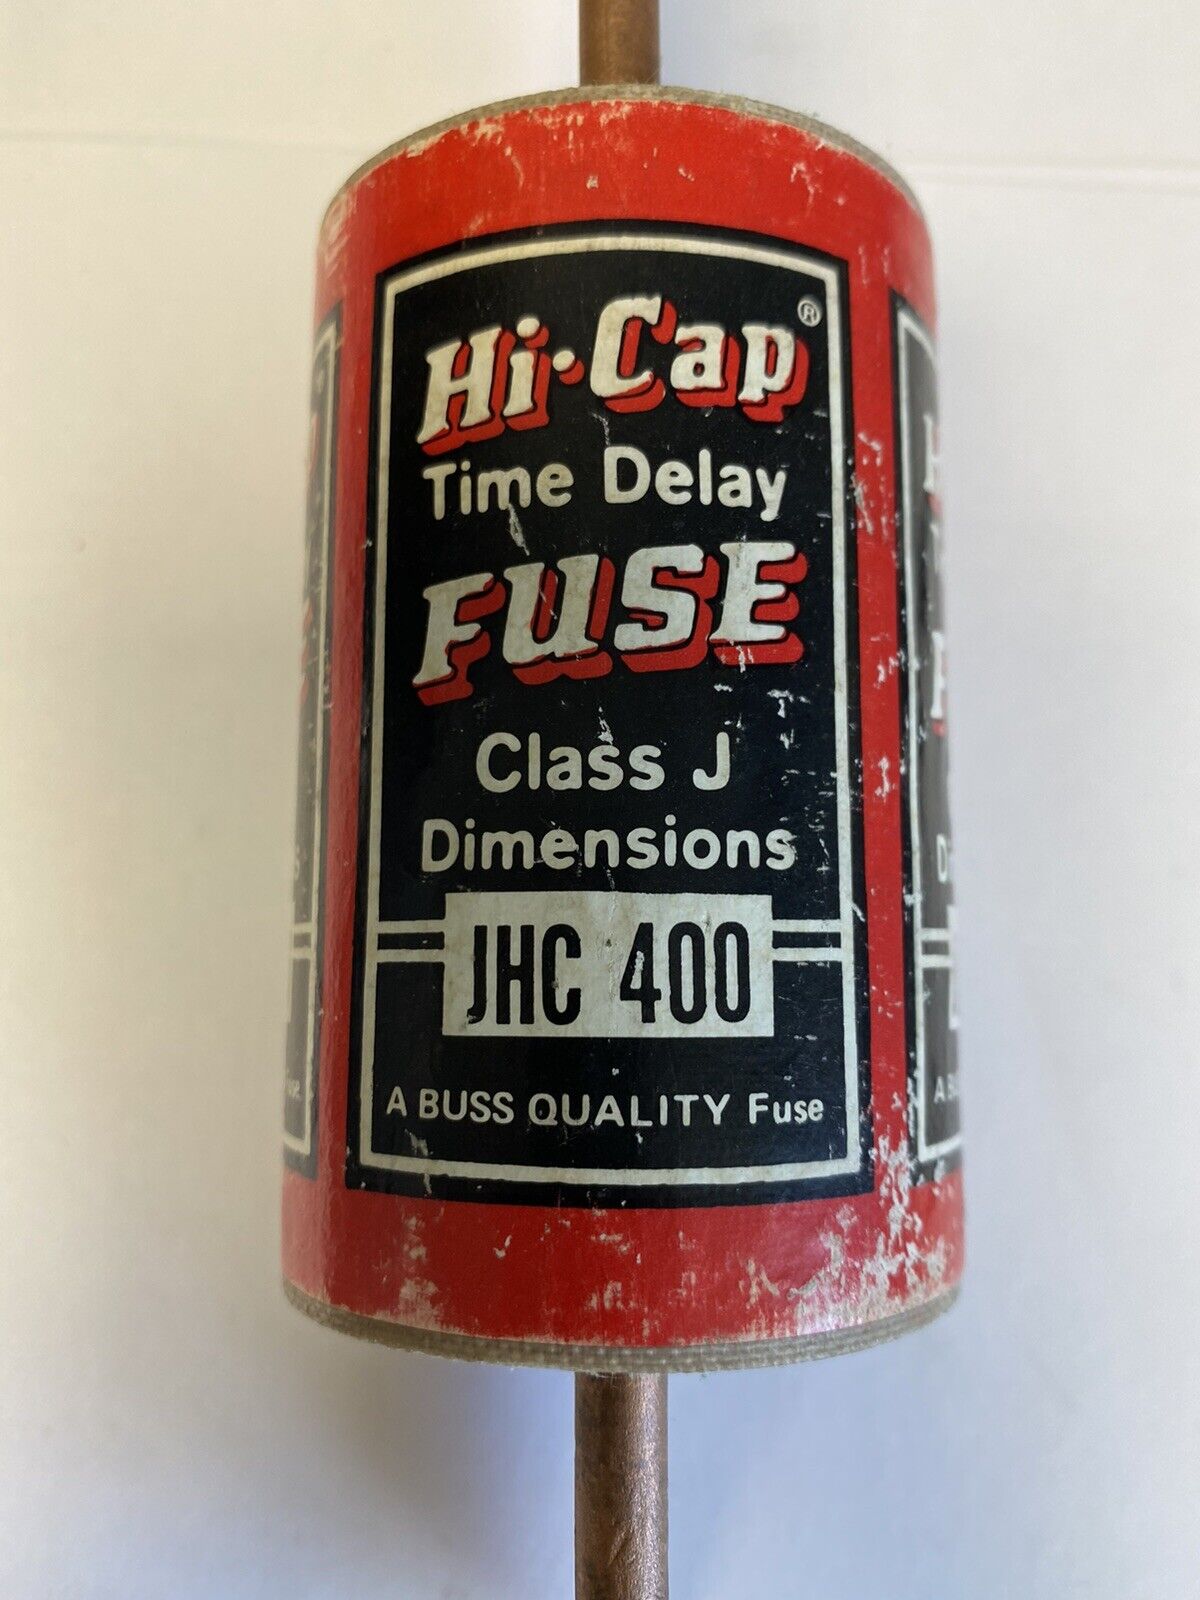 Hi-Cap®
Time Delay
FUSE
Class J
Dimensions
JHC 400
A BUSS QUALITY Fuse